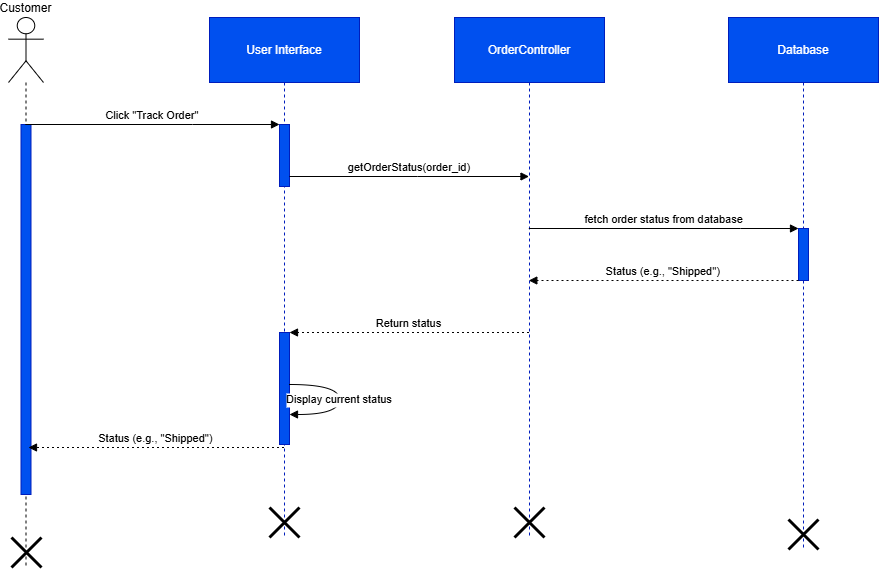 Customer
User Interface
OrderController
Database
Click "Track Order"
getOrderStatus(order_id)
fetch order status from database
Status (e.g., "Shipped")
Return status
Display current status
Status (e.g., "Shipped")